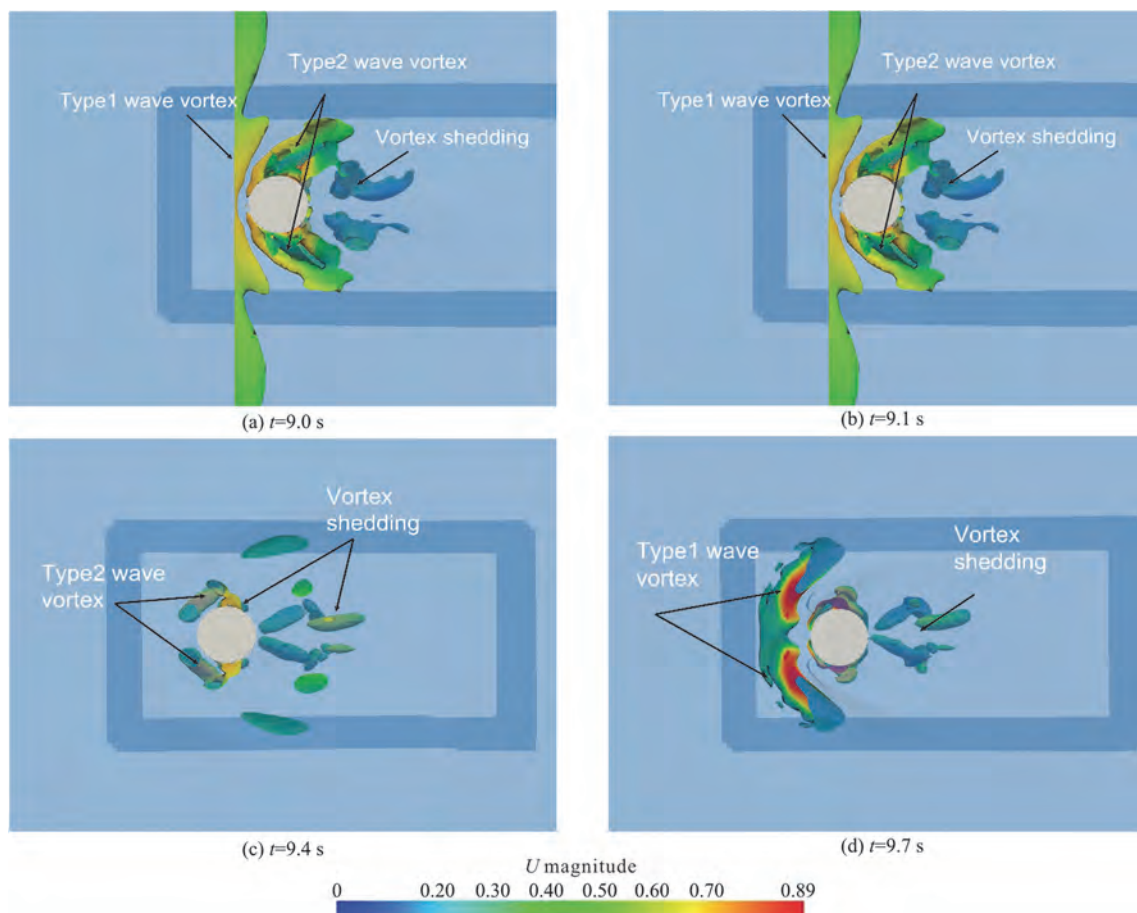 Type2 wave vortex
Type1 wave vortex
Vortex shedding
(a) t=9.0 s
Type2 wave vortex
Type1 wave vortex
Vortex shedding
(b) t=9.1 s
Vortex
shedding
Type2 wave
vortex
(c) t=9.4 s
Type1 wave
vortex
Vortex
shedding
(d) t=9.7 s
U magnitude
0 0.20 0.30 0.40 0.50 0.60 0.70 0.89